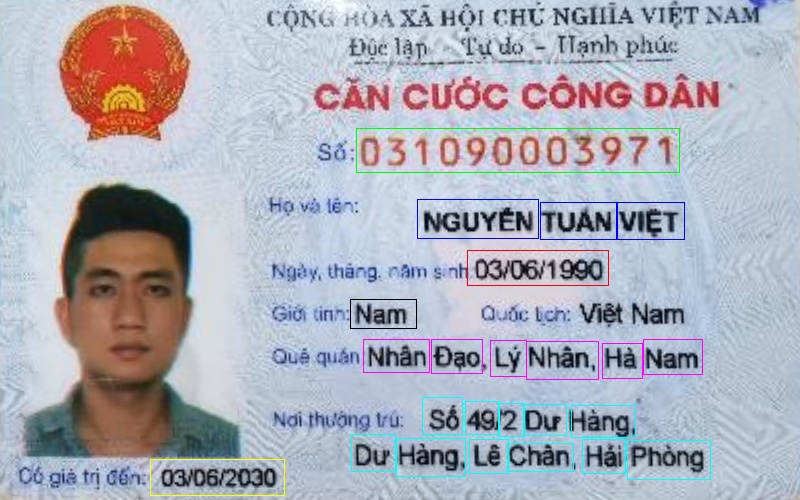 CỘNG HÒA XÃ HỘI CHỦ NGHĨA VIỆT NAM
Độc lập - Tự do - Hạnh phúc
CĂN CƯỚC CÔNG DÂN
Số: 031090003971
Họ và tên: NGUYỄN TUẤN VIỆT
Ngày, tháng, năm sinh: 03/06/1990
Giới tính: Nam Quốc tịch: Việt Nam
Quê quán: Nhân Đạo, Lý Nhân, Hà Nam
Nơi thường trú: Số 49/2 Dư Hàng,
Dư Hàng, Lê Chân, Hải Phòng
Có giá trị đến: 03/06/2030